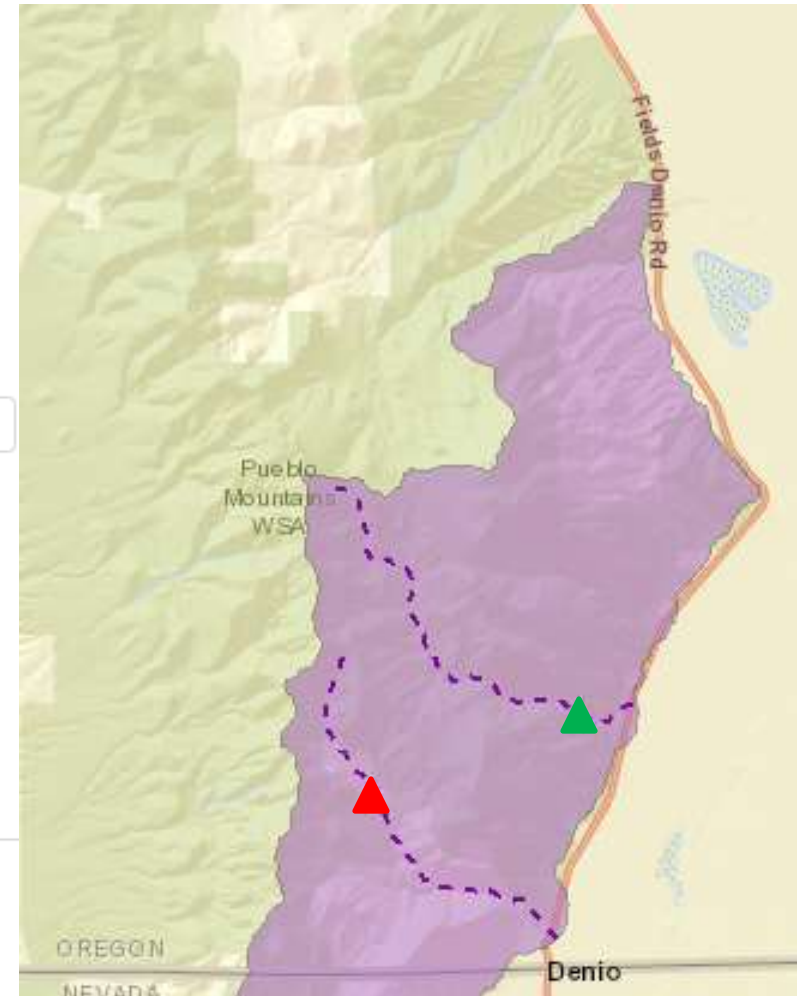 Fields Denio Rd
Pueblo
Mountains
WSA
OREGON
Denio
NEVADA